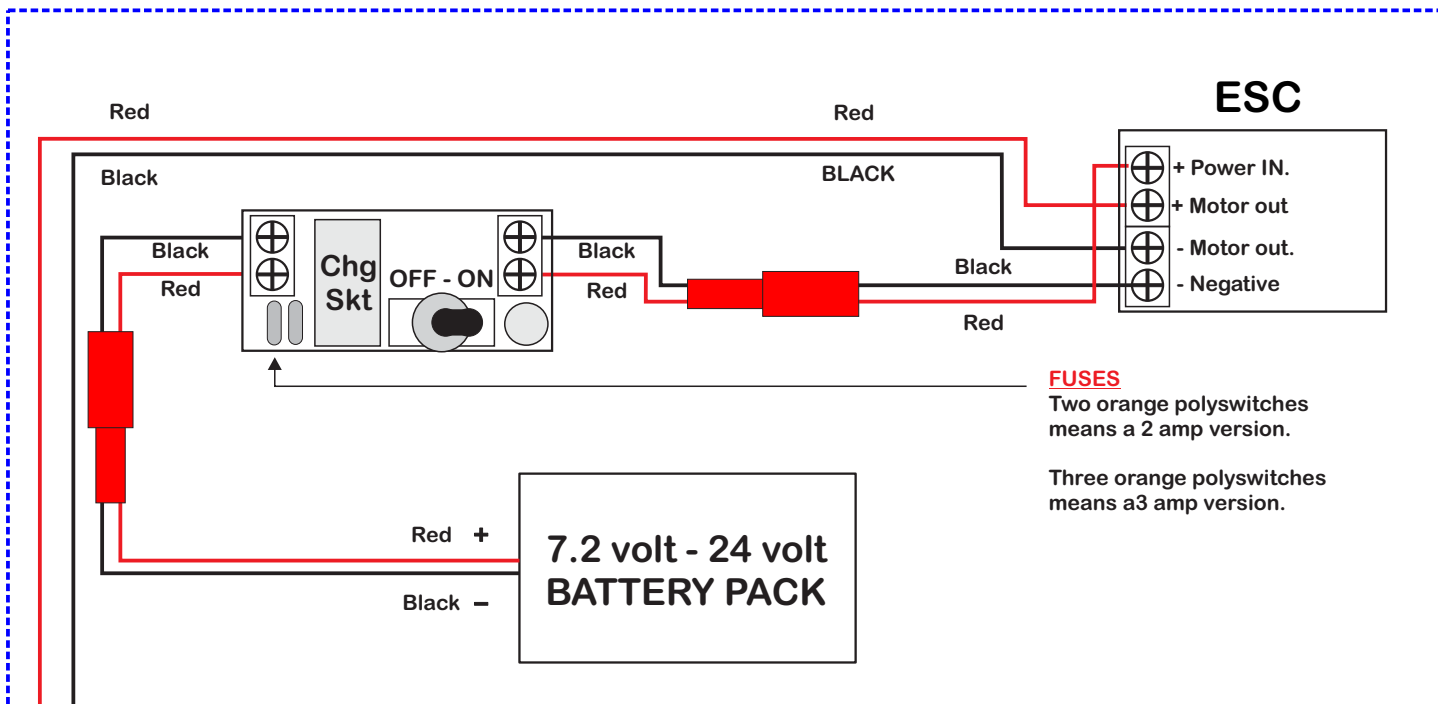 ESC
Red
Red
Black
BLACK
+ Power IN.
+ Motor out
- Motor out.
- Negative
Black
Red
Chg
Skt
OFF - ON
Black
Red
Black
Red
FUSES
Two orange polyswitches
means a 2 amp version.
Three orange polyswitches
means a3 amp version.
Red +
Black –
7.2 volt - 24 volt
BATTERY PACK